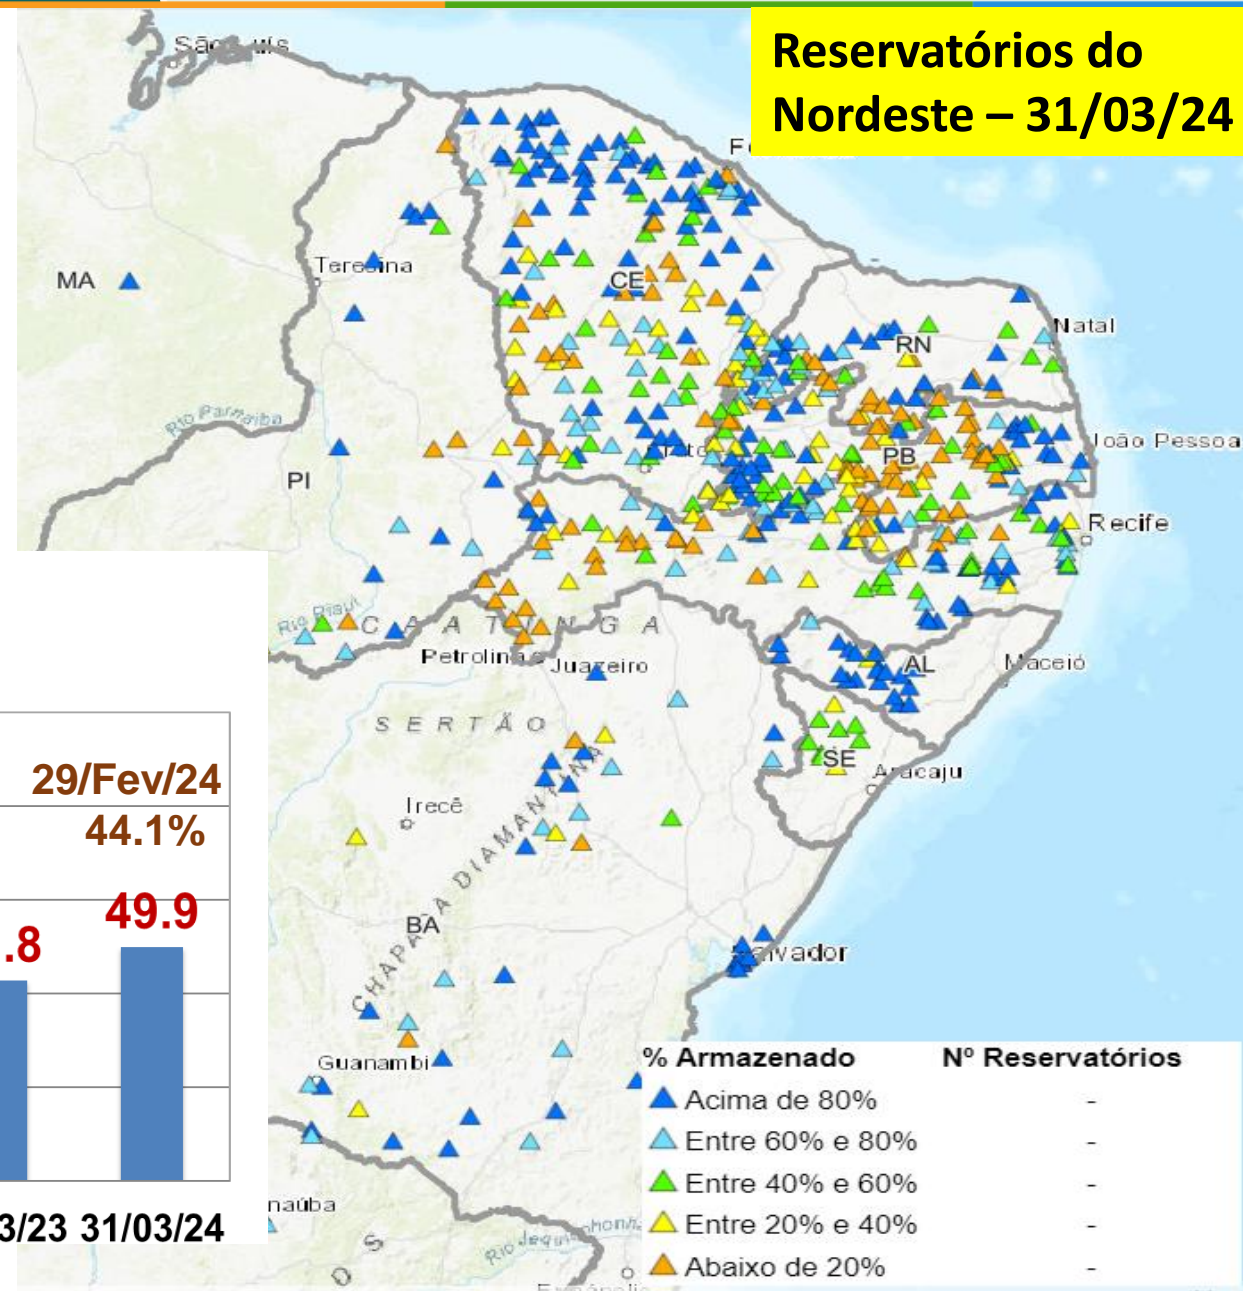 Reservatórios do
Nordeste – 31/03/24
São Luís
MA
Teresina
CE
RN
Natal
Rio Parnaíba
PI
PB
João Pessoa
Recife
Rio Piauí
CAATINGA
Petrolina
Juazeiro
AL
Maceió
SERTÃO
SE
Aracaju
Irecê
CHAPADA DIAMANTINA
BA
Salvador
Guanambi
29/Fev/24
44.1%
.8
49.9
3/23
31/03/24
naúba
% Armazenado Nº Reservatórios
Acima de 80% -
Entre 60% e 80% -
Entre 40% e 60% -
Entre 20% e 40% -
Abaixo de 20% -